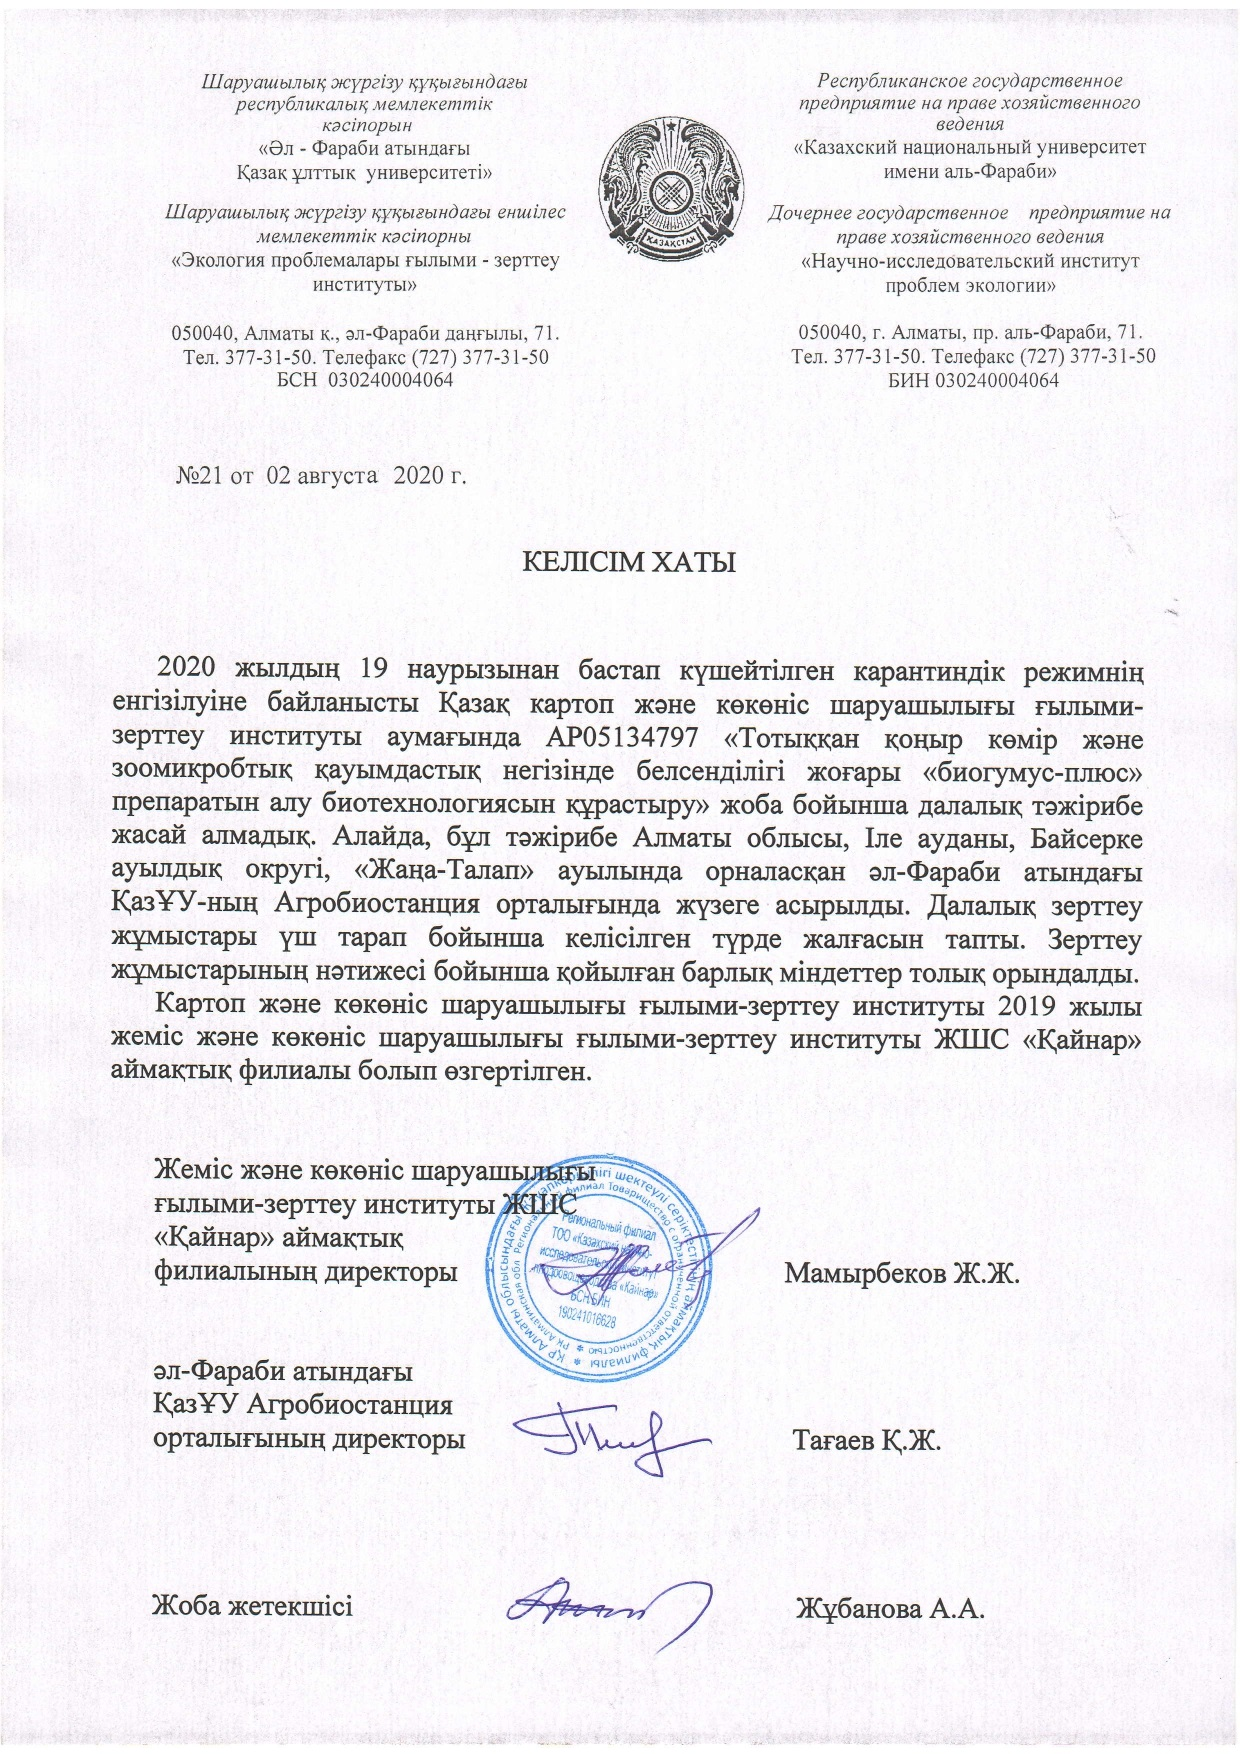 Шаруашылық жүргізу құқығындағы
республикалық мемлекеттік
кәсіпорын
«Әл - Фараби атындағы
Қазақ ұлттық университеті»
Шаруашылық жүргізу құқығындағы еншілес
мемлекеттік кәсіпорны
«Экология проблемалары ғылыми - зерттеу
институты»
050040, Алматы қ., әл-Фараби даңғылы, 71.
Тел. 377-31-50. Телефакс (727) 377-31-50
БСН 030240004064
ҚАЗАҚСТАН
Республиканское государственное
предприятие на праве хозяйственного
ведения
«Казахский национальный университет
имени аль-Фараби»
Дочернее государственное предприятие на
праве хозяйственного ведения
«Научно-исследовательский институт
проблем экологии»
050040, г. Алматы, пр. аль-Фараби, 71.
Тел. 377-31-50. Телефакс (727) 377-31-50
БИН 030240004064
№21 от 02 августа 2020 г.
КЕЛІСІМ ХАТЫ
2020 жылдың 19 наурызынан бастап күшейтілген карантиндік режимнің
енгізілуіне байланысты Қазақ картоп және көкөніс шаруашылығы ғылыми-
зерттеу институты аумағында АР05134797 «Тотыққан қоңыр көмір және
зоомикробтық қауымдастық негізінде белсенділігі жоғары «биогумус-плюс»
препаратын алу биотехнологиясын құрастыру» жоба бойынша далалық тәжірибе
жасай алмадық. Алайда, бұл тәжірибе Алматы облысы, Іле ауданы, Байсерке
ауылдық округі, «Жаңа-Талап» ауылында орналасқан әл-Фараби атындағы
ҚазҰУ-ның Агробиостанция орталығында жүзеге асырылды. Далалық зерттеу
жұмыстары үш тарап бойынша келісілген түрде жалғасын тапты. Зерттеу
жұмыстарының нәтижесі бойынша қойылған барлық міндеттер толық орындалды.
Картоп және көкөніс шаруашылығы ғылыми-зерттеу институты 2019 жылы
жеміс және көкөніс шаруашылығы ғылыми-зерттеу институты ЖШС «Қайнар»
аймақтық филиалы болып өзгертілген.
Жеміс және көкөніс шаруашылығы
ғылыми-зерттеу институты ЖШС
«Қайнар» аймақтық
филиалының директоры
Мамырбеков Ж.Ж.
Региональный филиал
ТОО «Казахский
«Қайнар»
БСН БИН
190241016628
әл-Фараби атындағы
ҚазҰУ Агробиостанция
орталығының директоры
Тағаев Қ.Ж.
Жоба жетекшісі
Жұбанова А.А.